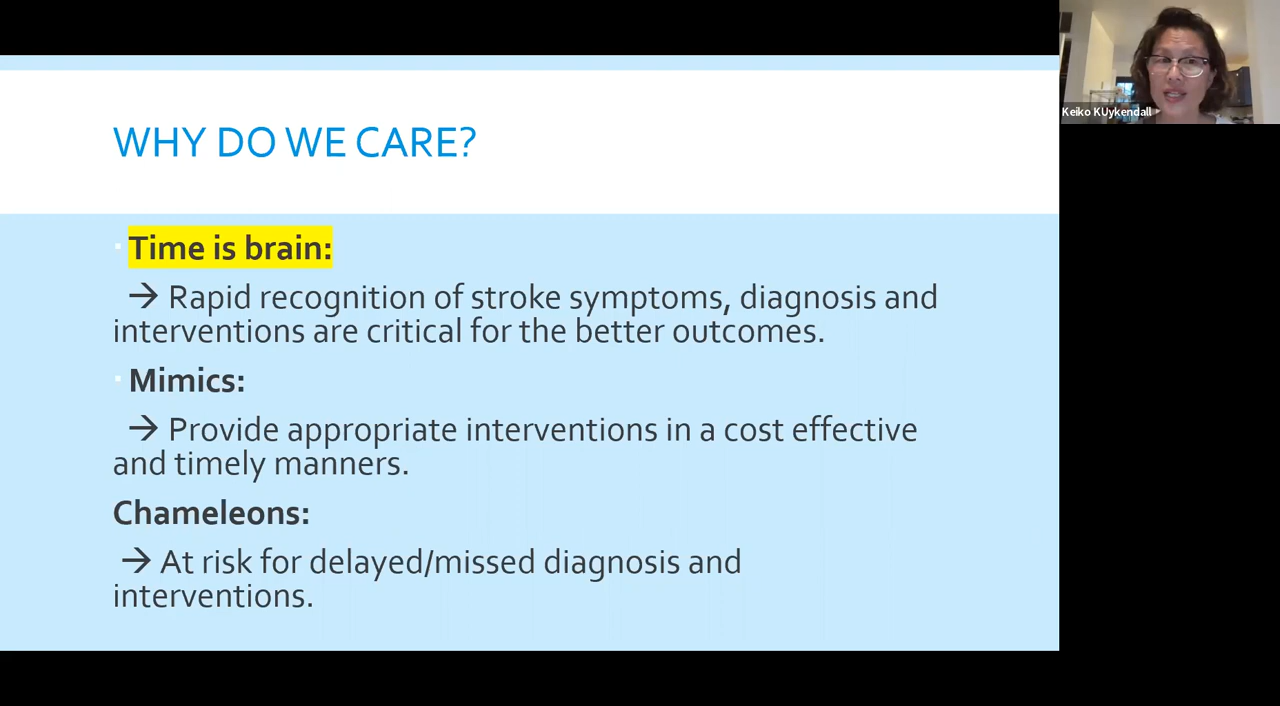 WHY DO WE CARE?
Time is brain:
→ Rapid recognition of stroke symptoms, diagnosis and
interventions are critical for the better outcomes.
Mimics:
→ Provide appropriate interventions in a cost effective
and timely manners.
Chameleons:
→ At risk for delayed/missed diagnosis and
interventions.
Keiko KUykendall